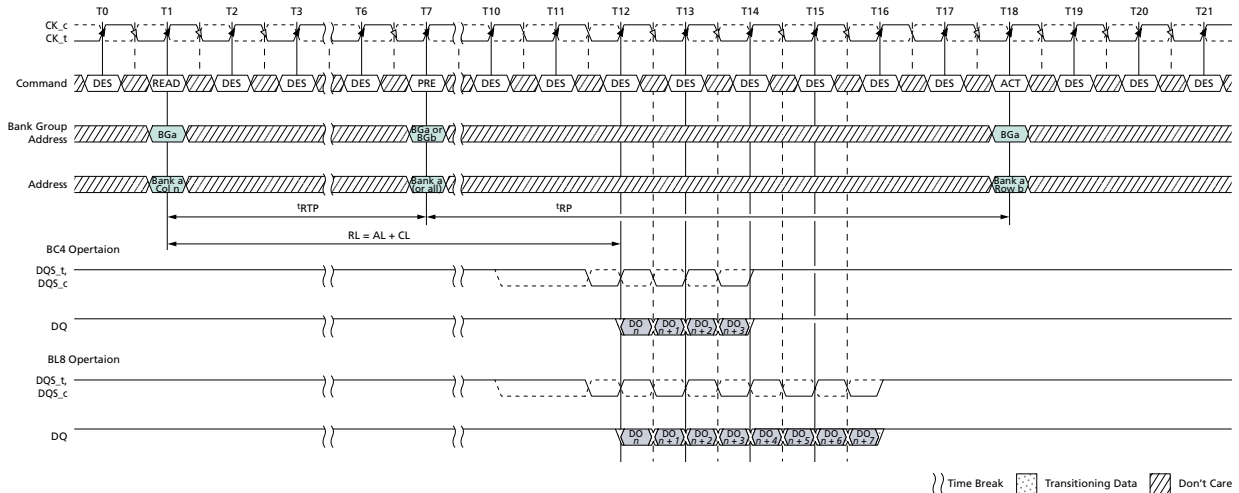 T0 T1 T2 T3 T6 T7 T10 T11 T12 T13 T14 T15 T16 T17 T18 T19 T20 T21
CK_c
CK_t
Command DES READ DES DES DES PRE DES DES DES DES DES DES DES DES ACT DES DES DES
Bank Group
Address
BGa
BGa or
BGb
BGa
Address
Bank a
Col n
Bank a
(or all)
Bank a
Row b
tRTP tRP
RL = AL + CL
BC4 Opertaion
DQS_t,
DQS_c
DQ
DO
n
DO
n + 1
DO
n + 2
DO
n + 3
BL8 Opertaion
DQS_t,
DQS_c
DQ
DO
n
DO
n + 1
DO
n + 2
DO
n + 3
DO
n + 4
DO
n + 5
DO
n + 6
DO
n + 7
Time Break Transitioning Data Don't Care